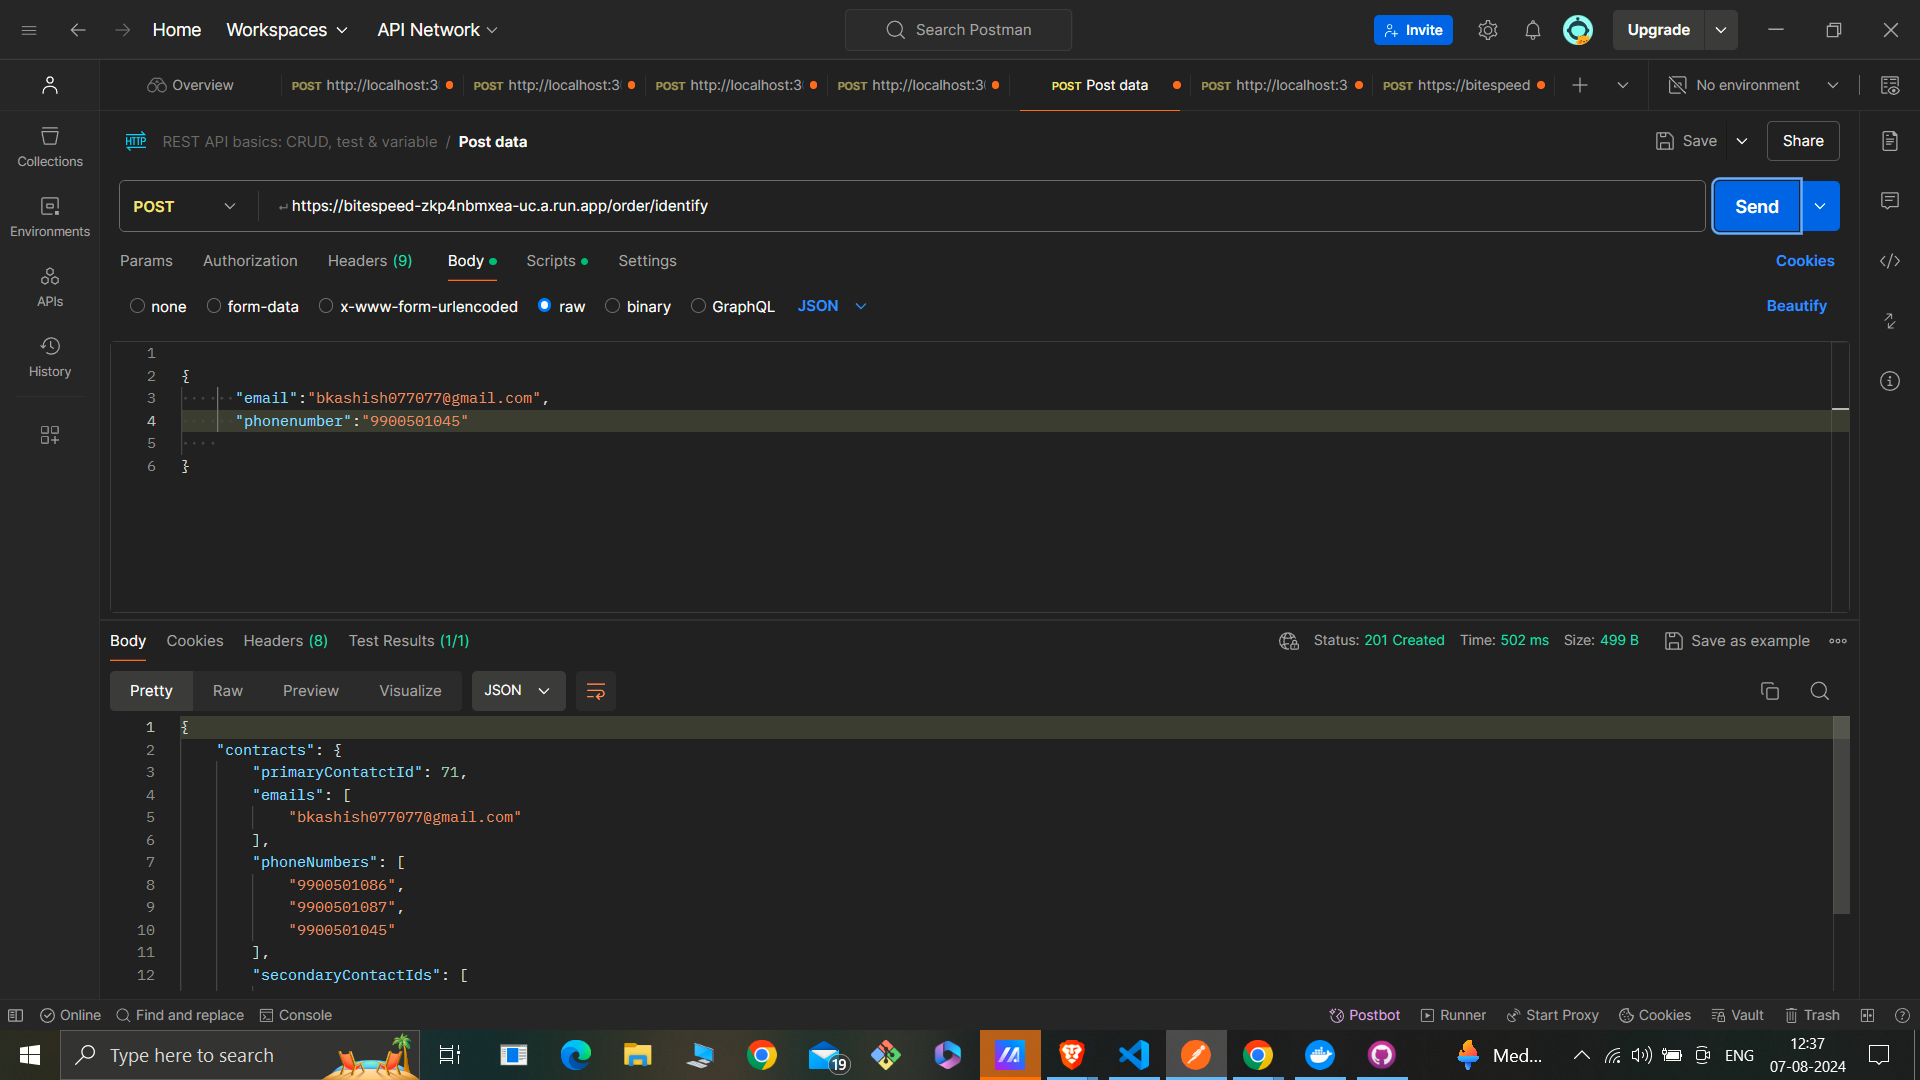 Home Workspaces API Network Search Postman Invite Upgrade
Overview POST http://localhost:3 POST http://localhost:3 POST http://localhost:3 POST http://localhost:3 POST Post data POST http://localhost:3 POST https://bitespeed No environment
HTTP REST API basics: CRUD, test & variable / Post data Save Share
POST https://bitespeed-zkp4nbmxea-uc.a.run.app/order/identify Send
Params Authorization Headers (9) Body Scripts Settings Cookies
none form-data x-www-form-urlencoded raw binary GraphQL JSON Beautify
Collections
Environments
APIs
History
1
2 {
3 "email":"bkashish077077@gmail.com",
4 "phonenumber":"9900501045"
5
6 }
Body Cookies Headers (8) Test Results (1/1) Status: 201 Created Time: 502 ms Size: 499 B Save as example
Pretty Raw Preview Visualize JSON
1 {
2 "contracts": {
3 "primaryContatctId": 71,
4 "emails": [
5 "bkashish077077@gmail.com"
6 ],
7 "phoneNumbers": [
8 "9900501086",
9 "9900501087",
10 "9900501045"
11 ],
12 "secondaryContactIds": [
Online Find and replace Console Postbot Runner Start Proxy Cookies Vault Trash
Type here to search 19 Med... ENG 12:37
07-08-2024